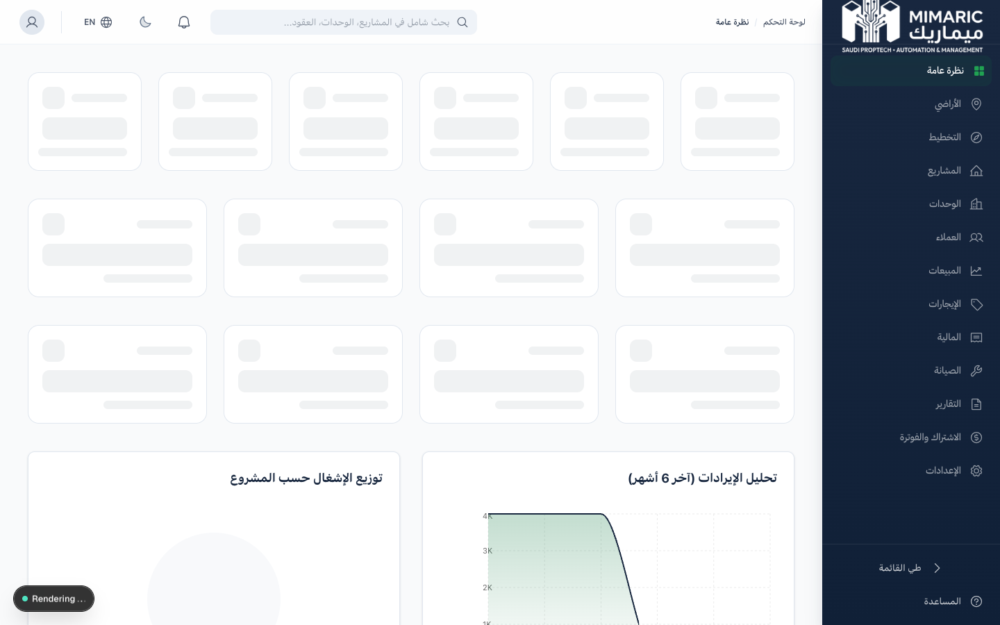 MIMARIC
ميماريك
SAUDI PROPTECH • AUTOMATION & MANAGEMENT
نظرة عامة
الأراضي
التخطيط
المشاريع
الوحدات
العملاء
المبيعات
الإيجارات
المالية
الصيانة
التقارير
الاشتراك والفوترة
الإعدادات
طي القائمة
المساعدة
لوحة التحكم / نظرة عامة
بحث شامل في المشاريع، الوحدات، العقود...
EN
تحليل الإيرادات (آخر 6 أشهر)
4K
3K
2K
1K
توزيع الإشغال حسب المشروع
Rendering ...